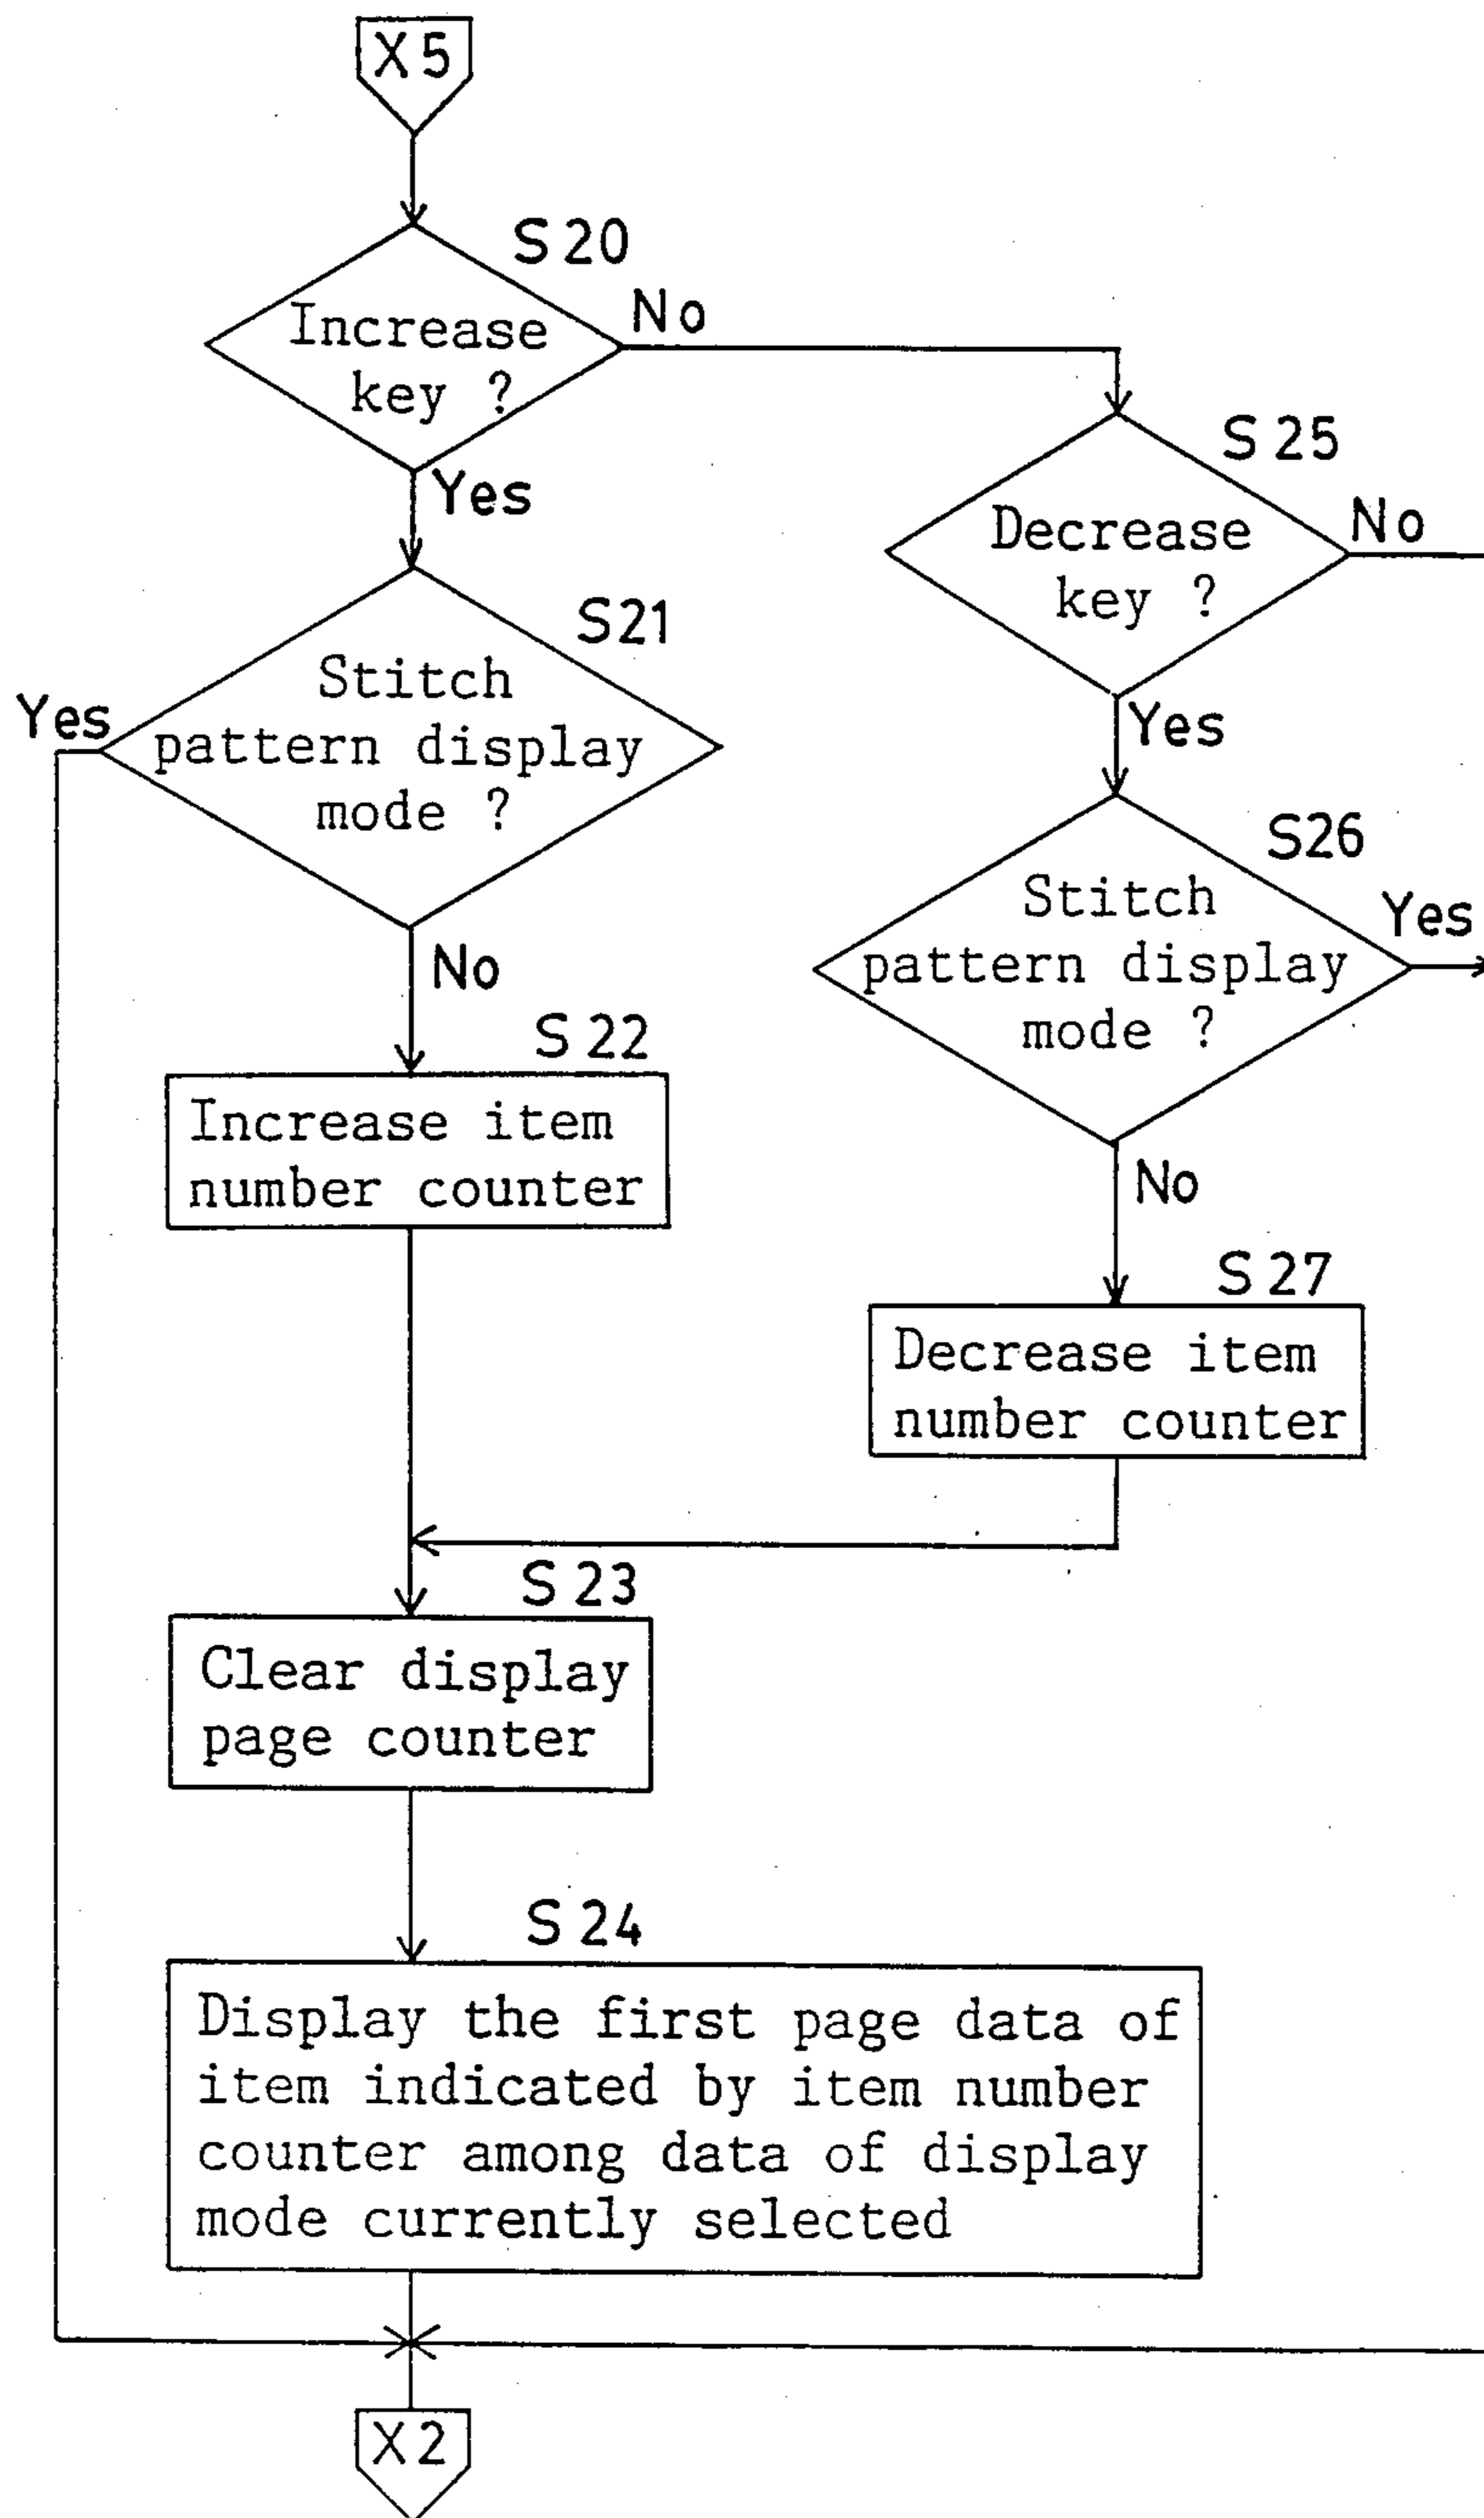 X5
S20
Increase
key ?
No
Yes
S25
Decrease
key ?
No
Yes
S21
Stitch
pattern display
mode ?
Yes
No
S26
Stitch
pattern display
mode ?
Yes
No
S22
Increase item
number counter
S27
Decrease item
number counter
S23
Clear display
page counter
S24
Display the first page data of
item indicated by item number
counter among data of display
mode currently selected
X2